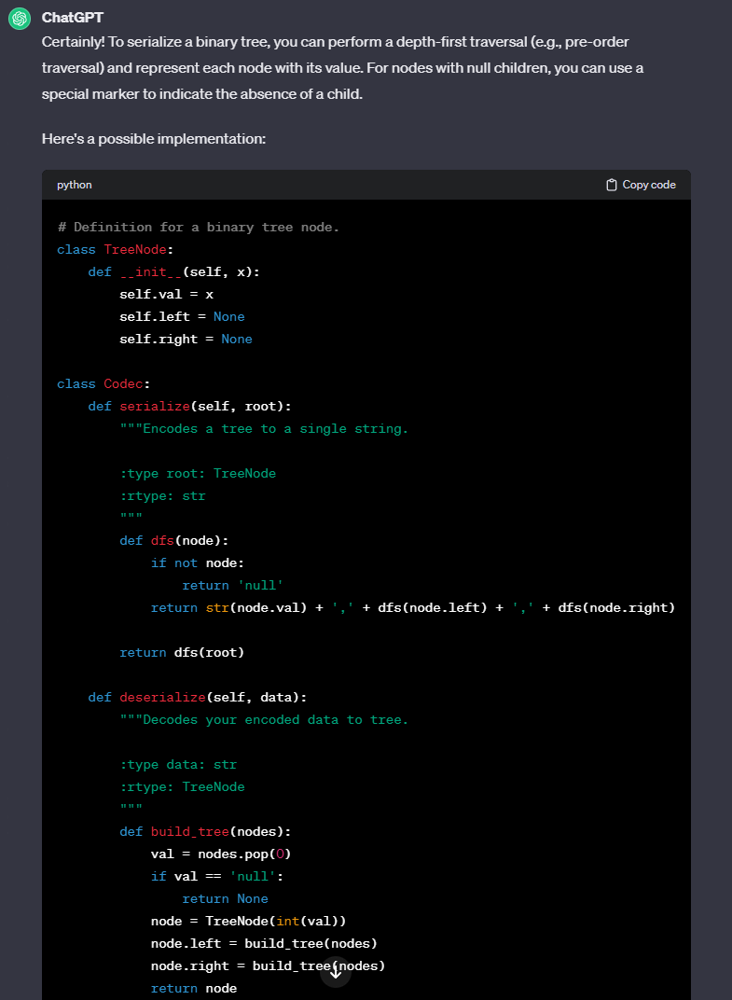 ChatGPT
Certainly! To serialize a binary tree, you can perform a depth-first traversal (e.g., pre-order
traversal) and represent each node with its value. For nodes with null children, you can use a
special marker to indicate the absence of a child.
Here's a possible implementation:
python Copy code
# Definition for a binary tree node.
class TreeNode:
    def __init__(self, x):
        self.val = x
        self.left = None
        self.right = None
class Codec:
    def serialize(self, root):
        """Encodes a tree to a single string.
        :type root: TreeNode
        :rtype: str
        """
        def dfs(node):
            if not node:
                return 'null'
            return str(node.val) + ',' + dfs(node.left) + ',' + dfs(node.right)
        return dfs(root)
    def deserialize(self, data):
        """Decodes your encoded data to tree.
        :type data: str
        :rtype: TreeNode
        """
        def build_tree(nodes):
            val = nodes.pop(0)
            if val == 'null':
                return None
            node = TreeNode(int(val))
            node.left = build_tree(nodes)
            node.right = build_tree(nodes)
            return node